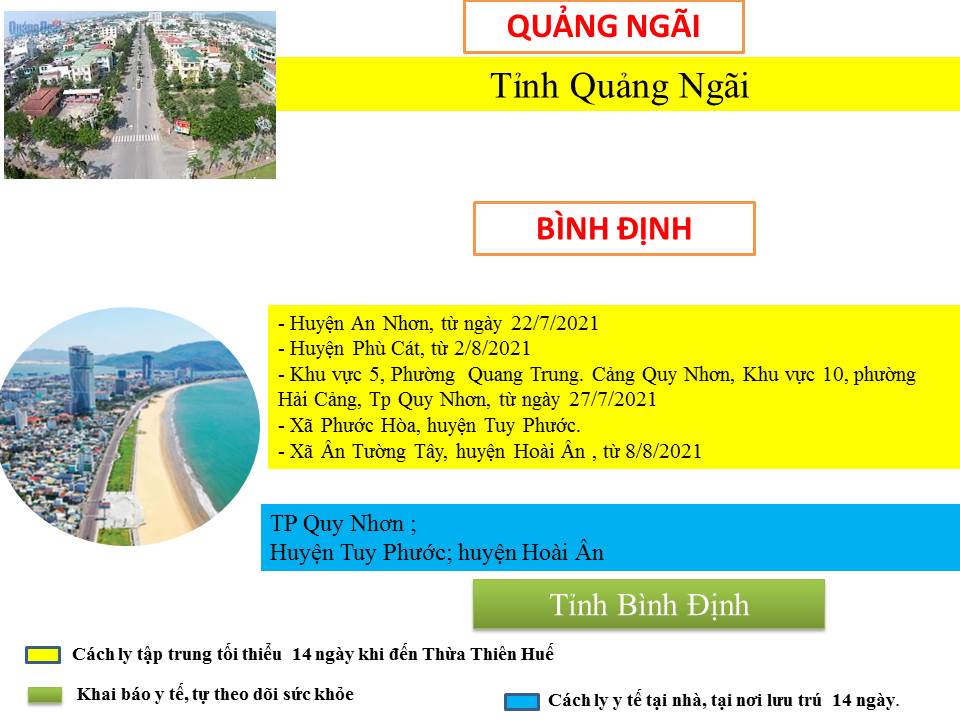 QUẢNG NGÃI
Tỉnh Quảng Ngãi
BÌNH ĐỊNH
- Huyện An Nhơn, từ ngày 22/7/2021
- Huyện Phù Cát, từ 2/8/2021
- Khu vực 5, Phường Quang Trung. Cảng Quy Nhơn, Khu vực 10, phường
Hải Cảng, Tp Quy Nhơn, từ ngày 27/7/2021
- Xã Phước Hòa, huyện Tuy Phước.
- Xã Ân Tường Tây, huyện Hoài Ân , từ 8/8/2021
TP Quy Nhơn ;
Huyện Tuy Phước; huyện Hoài Ân
Tỉnh Bình Định
Cách ly tập trung tối thiểu 14 ngày khi đến Thừa Thiên Huế
Khai báo y tế, tự theo dõi sức khỏe
Cách ly y tế tại nhà, tại nơi lưu trú 14 ngày.